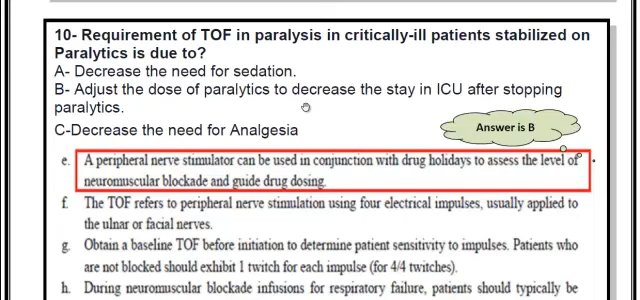 10- Requirement of TOF in paralysis in critically-ill patients stabilized on
Paralytics is due to?
A- Decrease the need for sedation.
B- Adjust the dose of paralytics to decrease the stay in ICU after stopping
paralytics.
C-Decrease the need for Analgesia
Answer is B
e. A peripheral nerve stimulator can be used in conjunction with drug holidays to assess the level of
neuromuscular blockade and guide drug dosing.
f. The TOF refers to peripheral nerve stimulation using four electrical impulses, usually applied to
the ulnar or facial nerves.
g. Obtain a baseline TOF before initiation to determine patient sensitivity to impulses. Patients who
are not blocked should exhibit 1 twitch for each impulse (for 4/4 twitches).
h. During neuromuscular blockade infusions for respiratory failure, patients should typically be